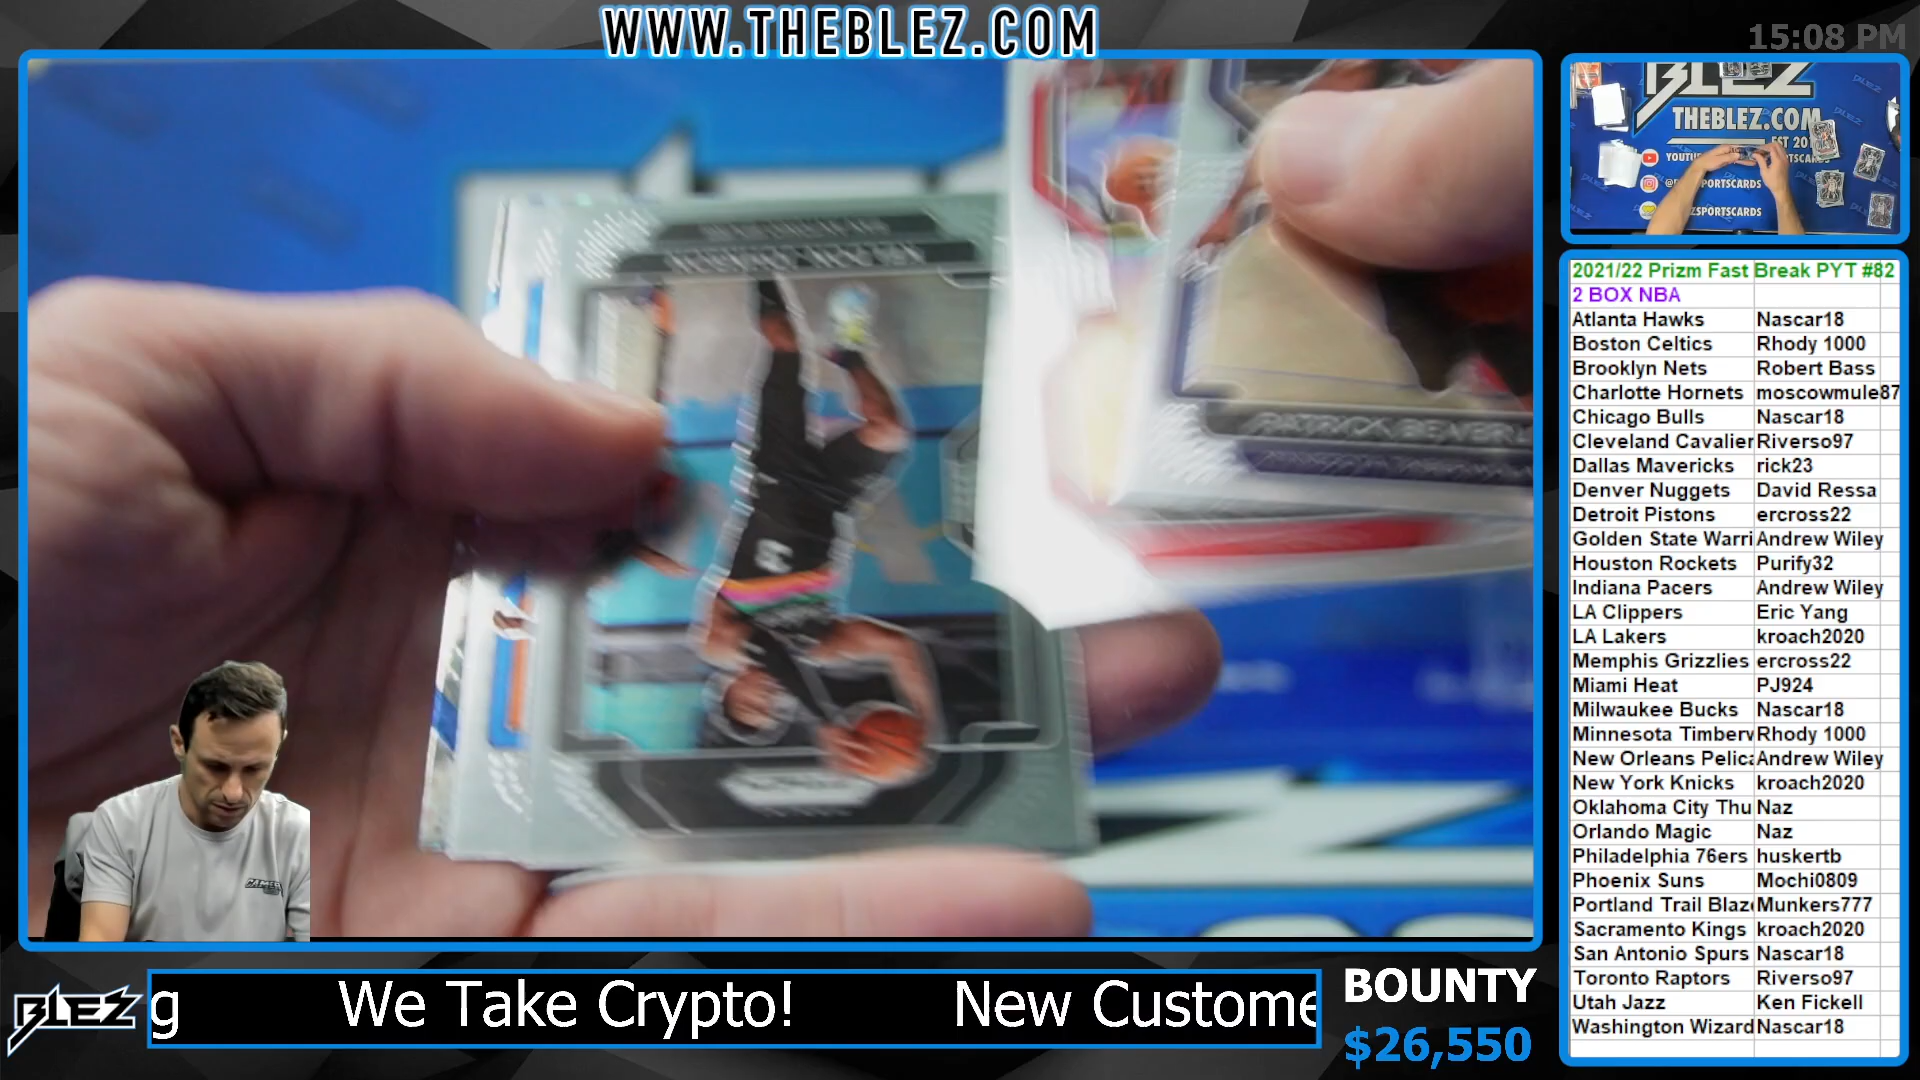 WWW.THEBLEZ.COM
15:08 PM
BLEZ
THEBLEZ.COM
PATRICK BEVERL
2021/22 Prizm Fast Break PYT #82
2 BOX NBA
Atlanta Hawks Nascar18
Boston Celtics Rhody 1000
Brooklyn Nets Robert Bass
Charlotte Hornets moscowmule87
Chicago Bulls Nascar18
Cleveland Cavalier Riverso97
Dallas Mavericks rick23
Denver Nuggets David Ressa
Detroit Pistons ercross22
Golden State Warri Andrew Wiley
Houston Rockets Purify32
Indiana Pacers Andrew Wiley
LA Clippers Eric Yang
LA Lakers kroach2020
Memphis Grizzlies ercross22
Miami Heat PJ924
Milwaukee Bucks Nascar18
Minnesota Timberv Rhody 1000
New Orleans Pelica Andrew Wiley
New York Knicks kroach2020
Oklahoma City Thu Naz
Orlando Magic Naz
Philadelphia 76ers huskertb
Phoenix Suns Mochi0809
Portland Trail Blaze Munkers777
Sacramento Kings kroach2020
San Antonio Spurs Nascar18
Toronto Raptors Riverso97
Utah Jazz Ken Fickell
Washington Wizard Nascar18
BLEZ
g We Take Crypto! New Custome
BOUNTY
$26,550